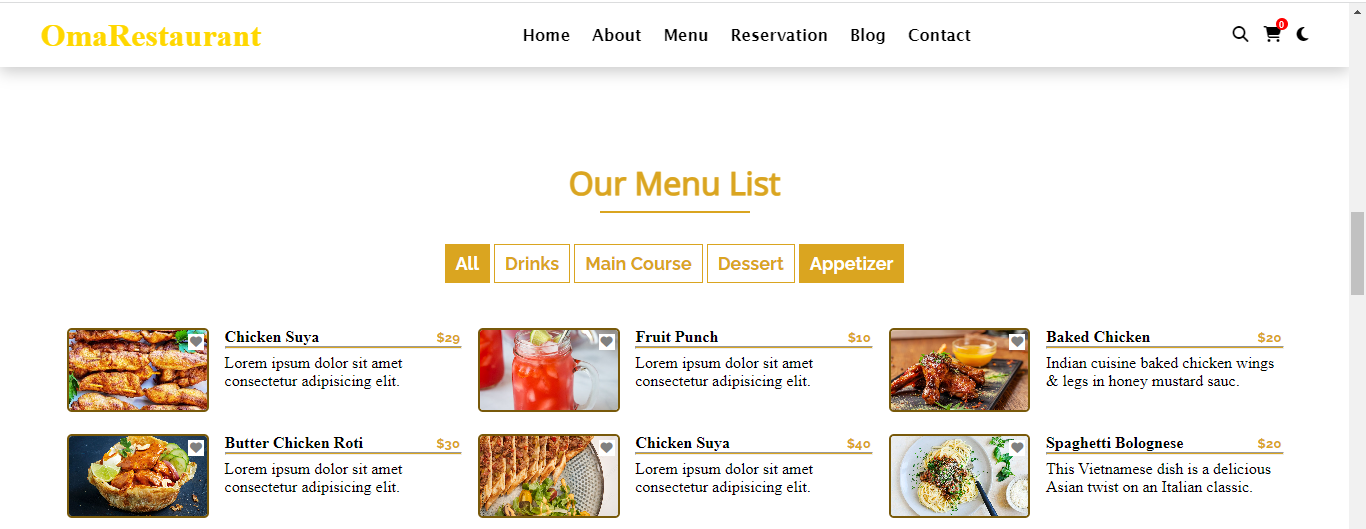 OmaRestaurant
Home About Menu Reservation Blog Contact
0
Our Menu List
All Drinks Main Course Dessert Appetizer
Chicken Suya $29
Lorem ipsum dolor sit amet
consectetur adipisicing elit.
Fruit Punch $10
Lorem ipsum dolor sit amet
consectetur adipisicing elit.
Baked Chicken $20
Indian cuisine baked chicken wings
& legs in honey mustard sauc.
Butter Chicken Roti $30
Lorem ipsum dolor sit amet
consectetur adipisicing elit.
Chicken Suya $40
Lorem ipsum dolor sit amet
consectetur adipisicing elit.
Spaghetti Bolognese $20
This Vietnamese dish is a delicious
Asian twist on an Italian classic.